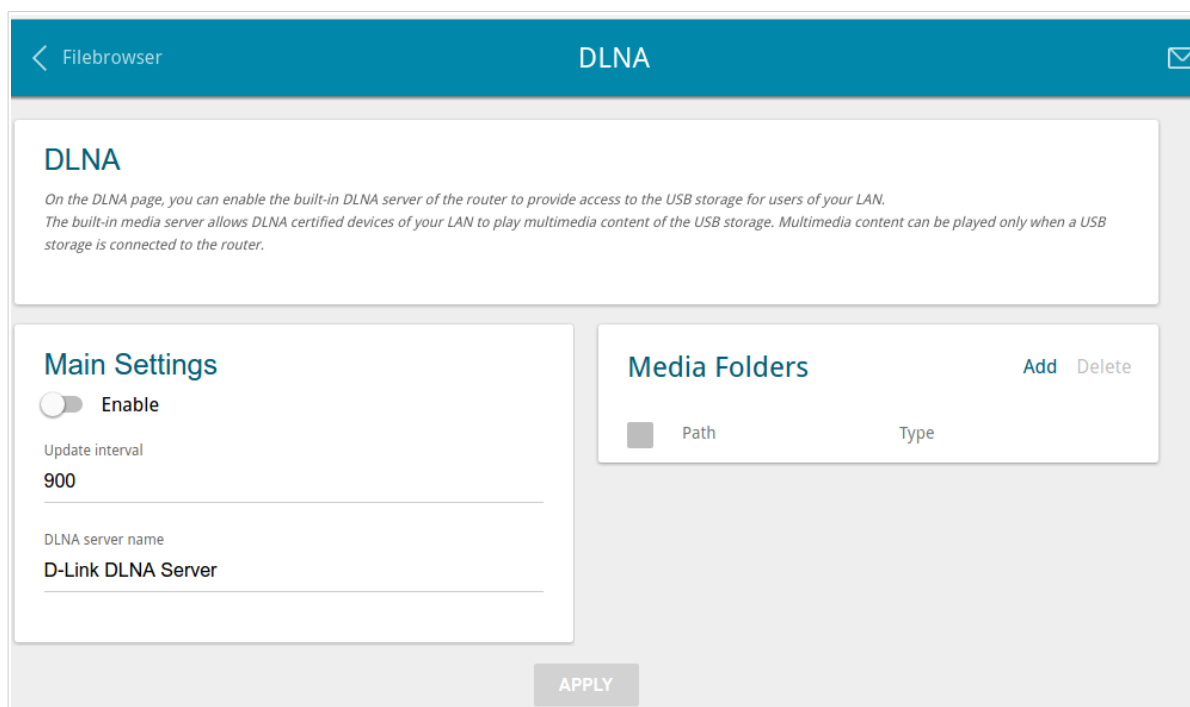 Filebrowser
DLNA
DLNA
On the DLNA page, you can enable the built-in DLNA server of the router to provide access to the USB storage for users of your LAN.
The built-in media server allows DLNA certified devices of your LAN to play multimedia content of the USB storage. Multimedia content can be played only when a USB
storage is connected to the router.
Main Settings
Enable
Update interval
900
DLNA server name
D-Link DLNA Server
Media Folders
Add
Delete
Path
Type
APPLY